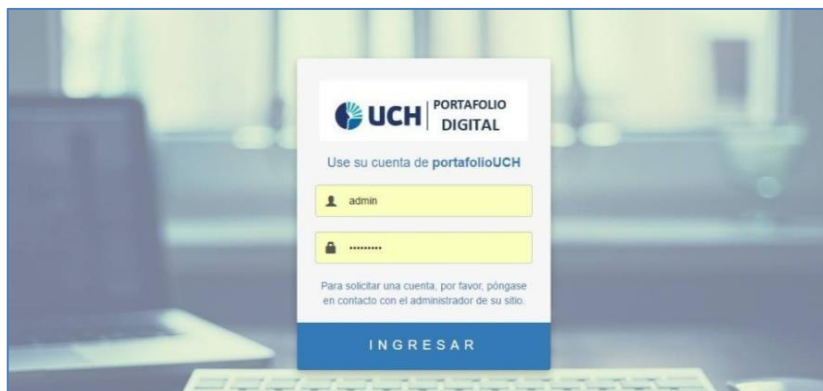 UCH PORTAFOLIO
DIGITAL
Use su cuenta de portafolioUCH
admin
•••••••••
Para solicitar una cuenta, por favor, póngase
en contacto con el administrador de su sitio.
INGRESAR